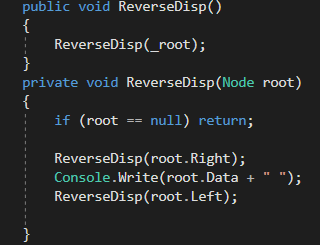 public void ReverseDisp()
{
    ReverseDisp(_root);
}
private void ReverseDisp(Node root)
{
    if (root == null) return;

    ReverseDisp(root.Right);
    Console.Write(root.Data + " ");
    ReverseDisp(root.Left);

}